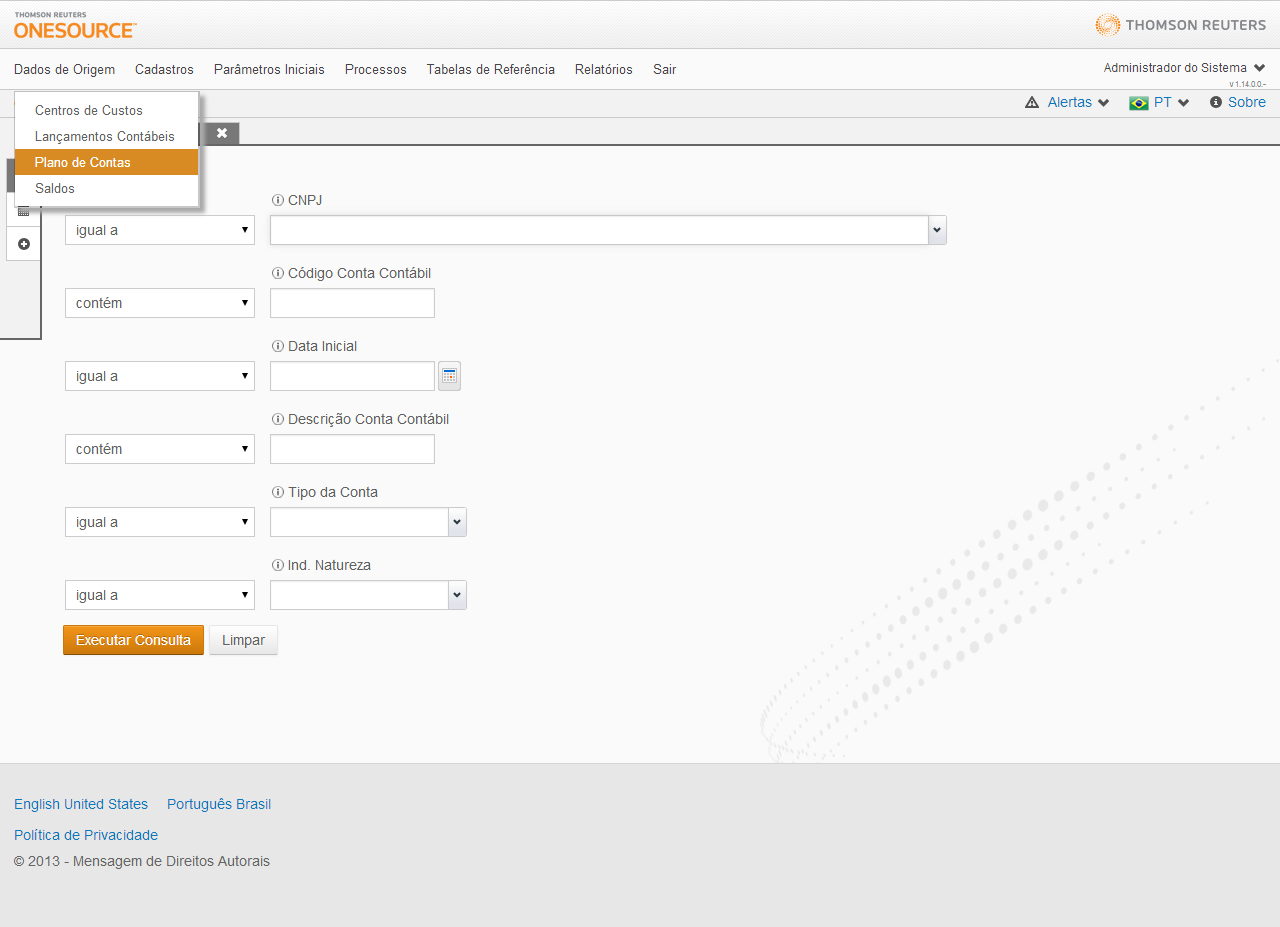 THOMSON REUTERS
ONESOURCE™
THOMSON REUTERS
Dados de Origem Cadastros Parâmetros Iniciais Processos Tabelas de Referência Relatórios Sair
Administrador do Sistema
v 1.14.0.0.-
Alertas PT Sobre
Centros de Custos
Lançamentos Contábeis
Plano de Contas
Saldos
CNPJ
igual a
Código Conta Contábil
contém
Data Inicial
igual a
Descrição Conta Contábil
contém
Tipo da Conta
igual a
Ind. Natureza
igual a
Executar Consulta Limpar
English United States Português Brasil
Política de Privacidade
© 2013 - Mensagem de Direitos Autorais